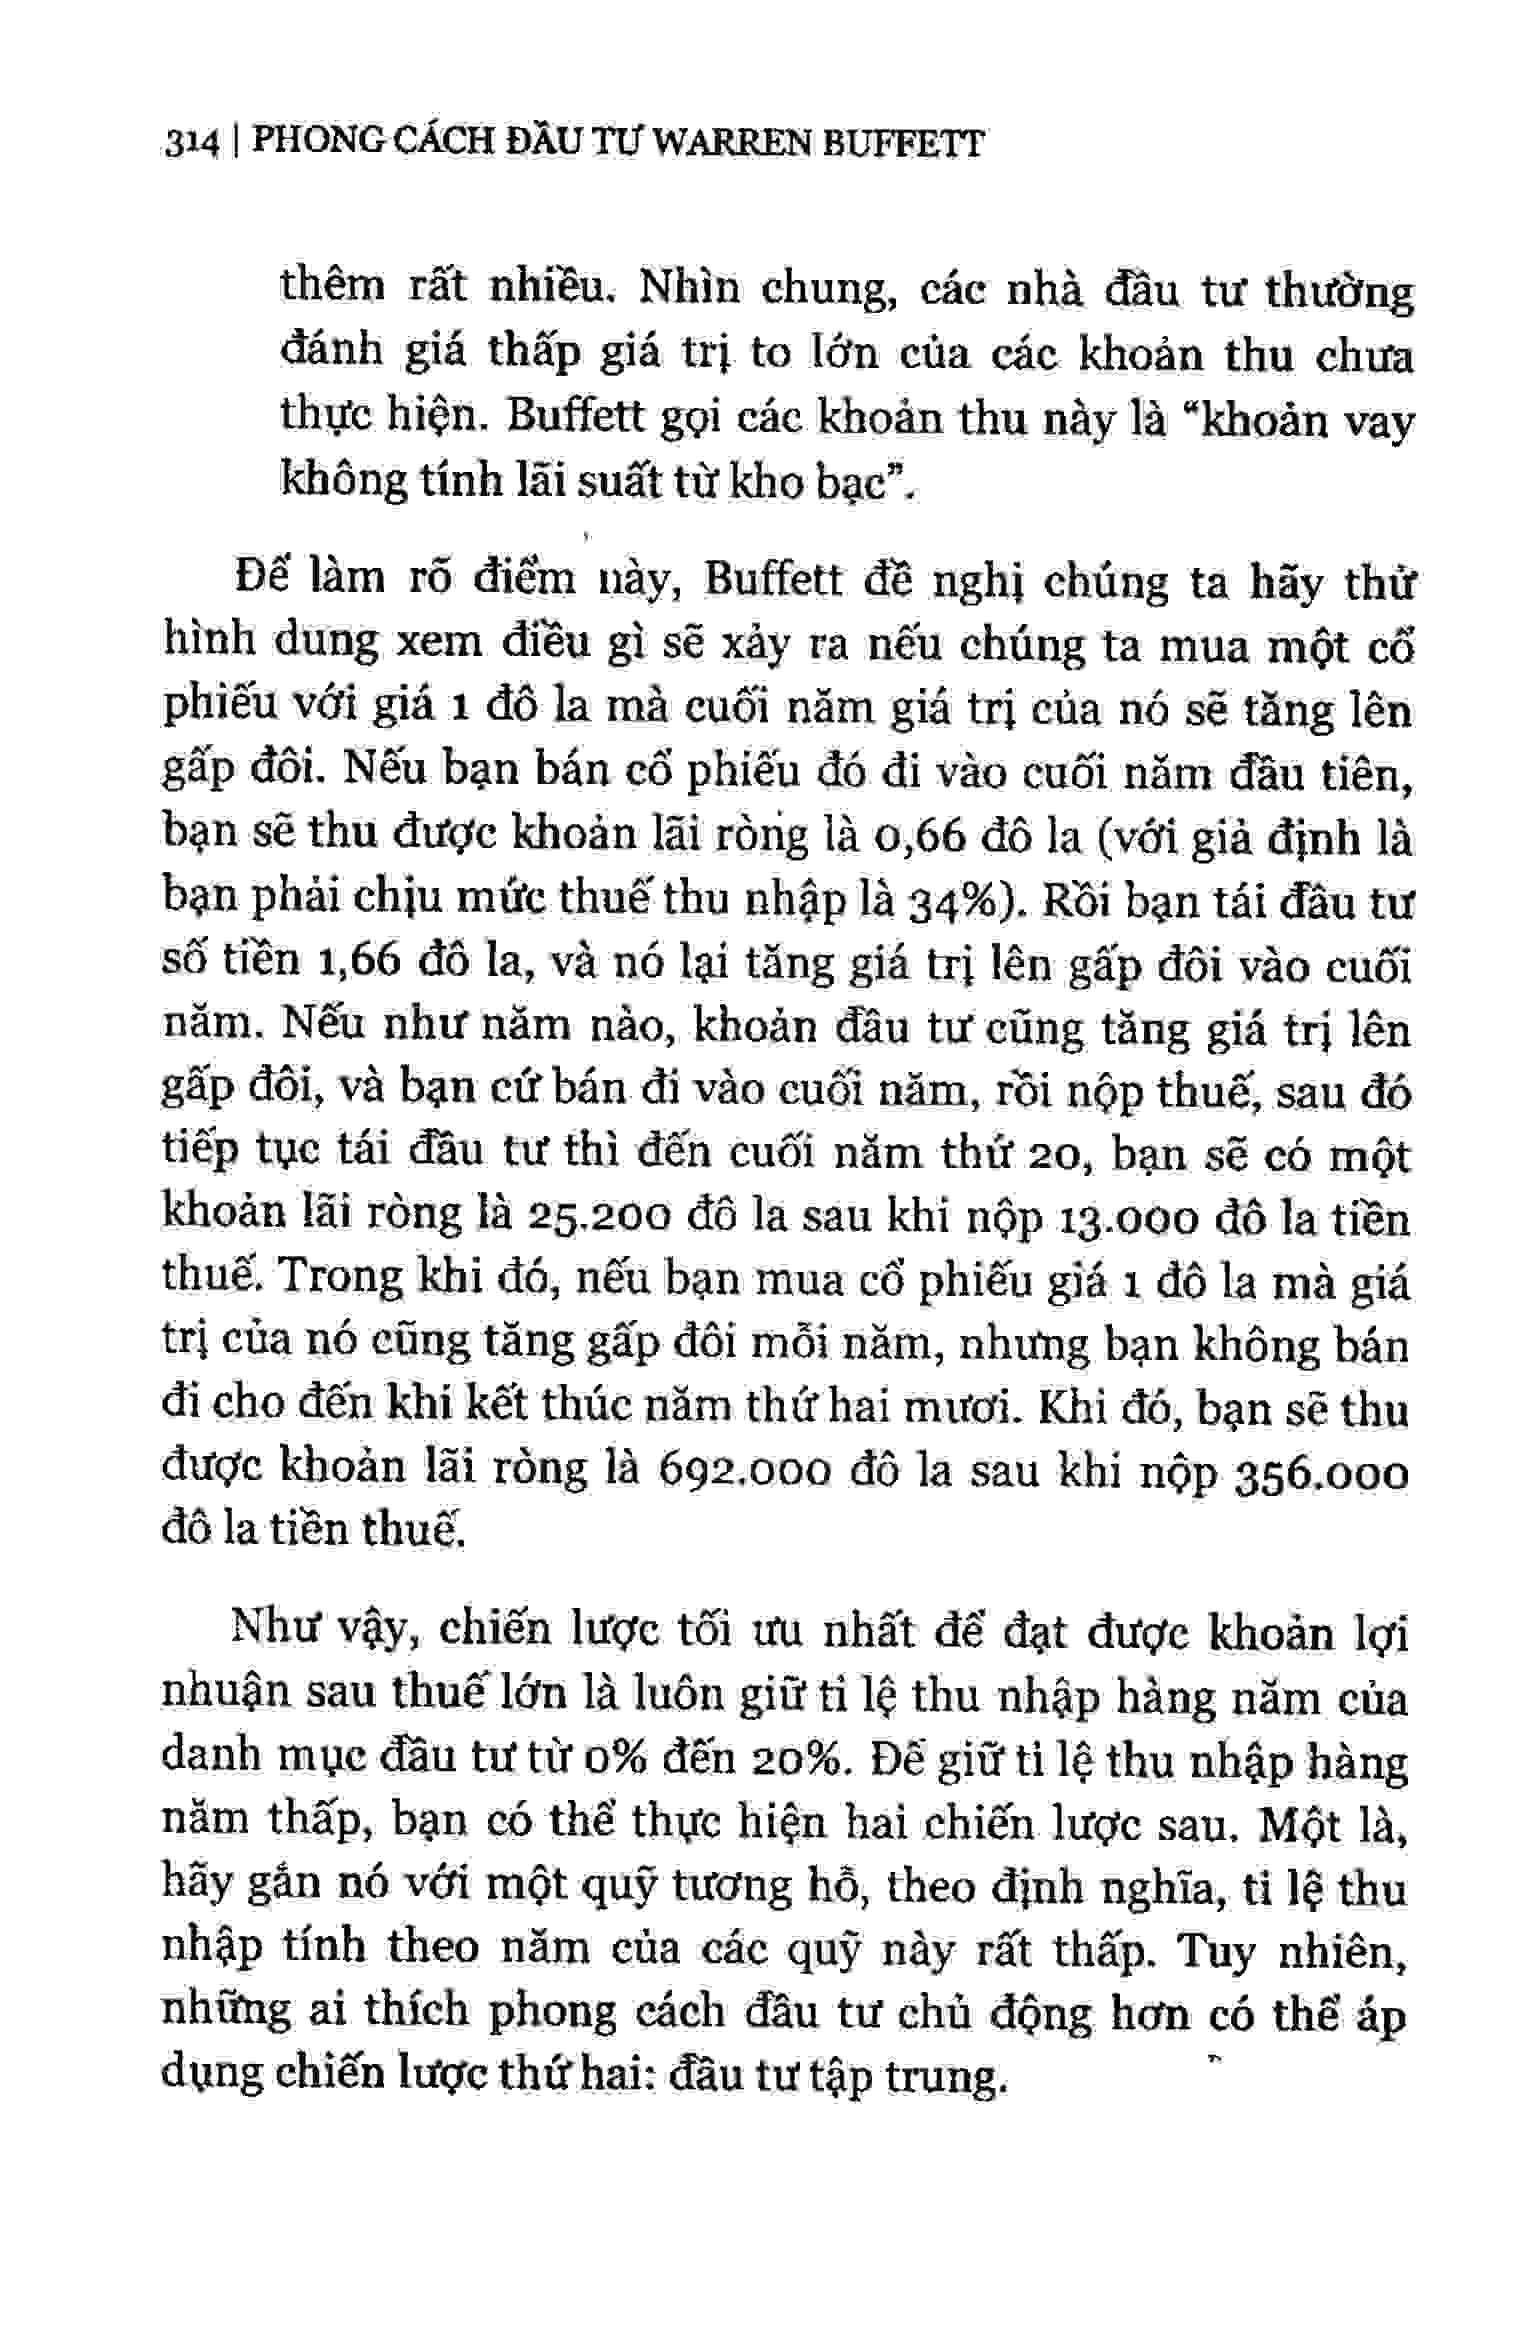 314 | PHONG CÁCH ĐẦU TƯ WARREN BUFFETT
thêm rất nhiều. Nhìn chung, các nhà đầu tư thường
đánh giá thấp giá trị to lớn của các khoản thu chưa
thực hiện. Buffett gọi các khoản thu này là “khoản vay
không tính lãi suất từ kho bạc”.
Để làm rõ điểm này, Buffett đề nghị chúng ta hãy thử
hình dung xem điều gì sẽ xảy ra nếu chúng ta mua một cổ
phiếu với giá 1 đô la mà cuối năm giá trị của nó sẽ tăng lên
gấp đôi. Nếu bạn bán cổ phiếu đó đi vào cuối năm đầu tiên,
bạn sẽ thu được khoản lãi ròng là 0,66 đô la (với giả định là
bạn phải chịu mức thuế thu nhập là 34%). Rồi bạn tái đầu tư
số tiền 1,66 đô la, và nó lại tăng giá trị lên gấp đôi vào cuối
năm. Nếu như năm nào, khoản đầu tư cũng tăng giá trị lên
gấp đôi, và bạn cứ bán đi vào cuối năm, rồi nộp thuế, sau đó
tiếp tục tái đầu tư thì đến cuối năm thứ 20, bạn sẽ có một
khoản lãi ròng là 25.200 đô la sau khi nộp 13.000 đô la tiền
thuế. Trong khi đó, nếu bạn mua cổ phiếu giá 1 đô la mà giá
trị của nó cũng tăng gấp đôi mỗi năm, nhưng bạn không bán
đi cho đến khi kết thúc năm thứ hai mươi. Khi đó, bạn sẽ thu
được khoản lãi ròng là 692.000 đô la sau khi nộp 356.000
đô la tiền thuế.
Như vậy, chiến lược tối ưu nhất để đạt được khoản lợi
nhuận sau thuế lớn là luôn giữ tỉ lệ thu nhập hàng năm của
danh mục đầu tư từ 0% đến 20%. Để giữ tỉ lệ thu nhập hàng
năm thấp, bạn có thể thực hiện hai chiến lược sau. Một là,
hãy gắn nó với một quỹ tương hỗ, theo định nghĩa, tỉ lệ thu
nhập tính theo năm của các quỹ này rất thấp. Tuy nhiên,
những ai thích phong cách đầu tư chủ động hơn có thể áp
dụng chiến lược thứ hai: đầu tư tập trung.